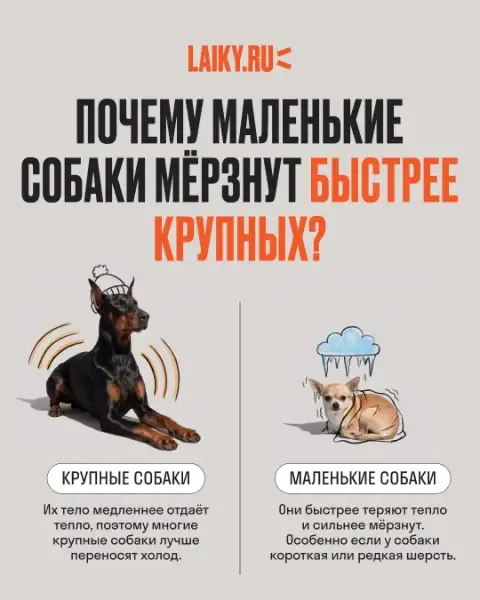 LAIKY.RU
ПОЧЕМУ МАЛЕНЬКИЕ
СОБАКИ МЁРЗНУТ БЫСТРЕЕ
КРУПНЫХ?
КРУПНЫЕ СОБАКИ
Их тело медленнее отдаёт
тепло, поэтому многие
крупные собаки лучше
переносят холод.
МАЛЕНЬКИЕ СОБАКИ
Они быстрее теряют тепло
и сильнее мёрзнут.
Особенно если у собаки
короткая или редкая шерсть.